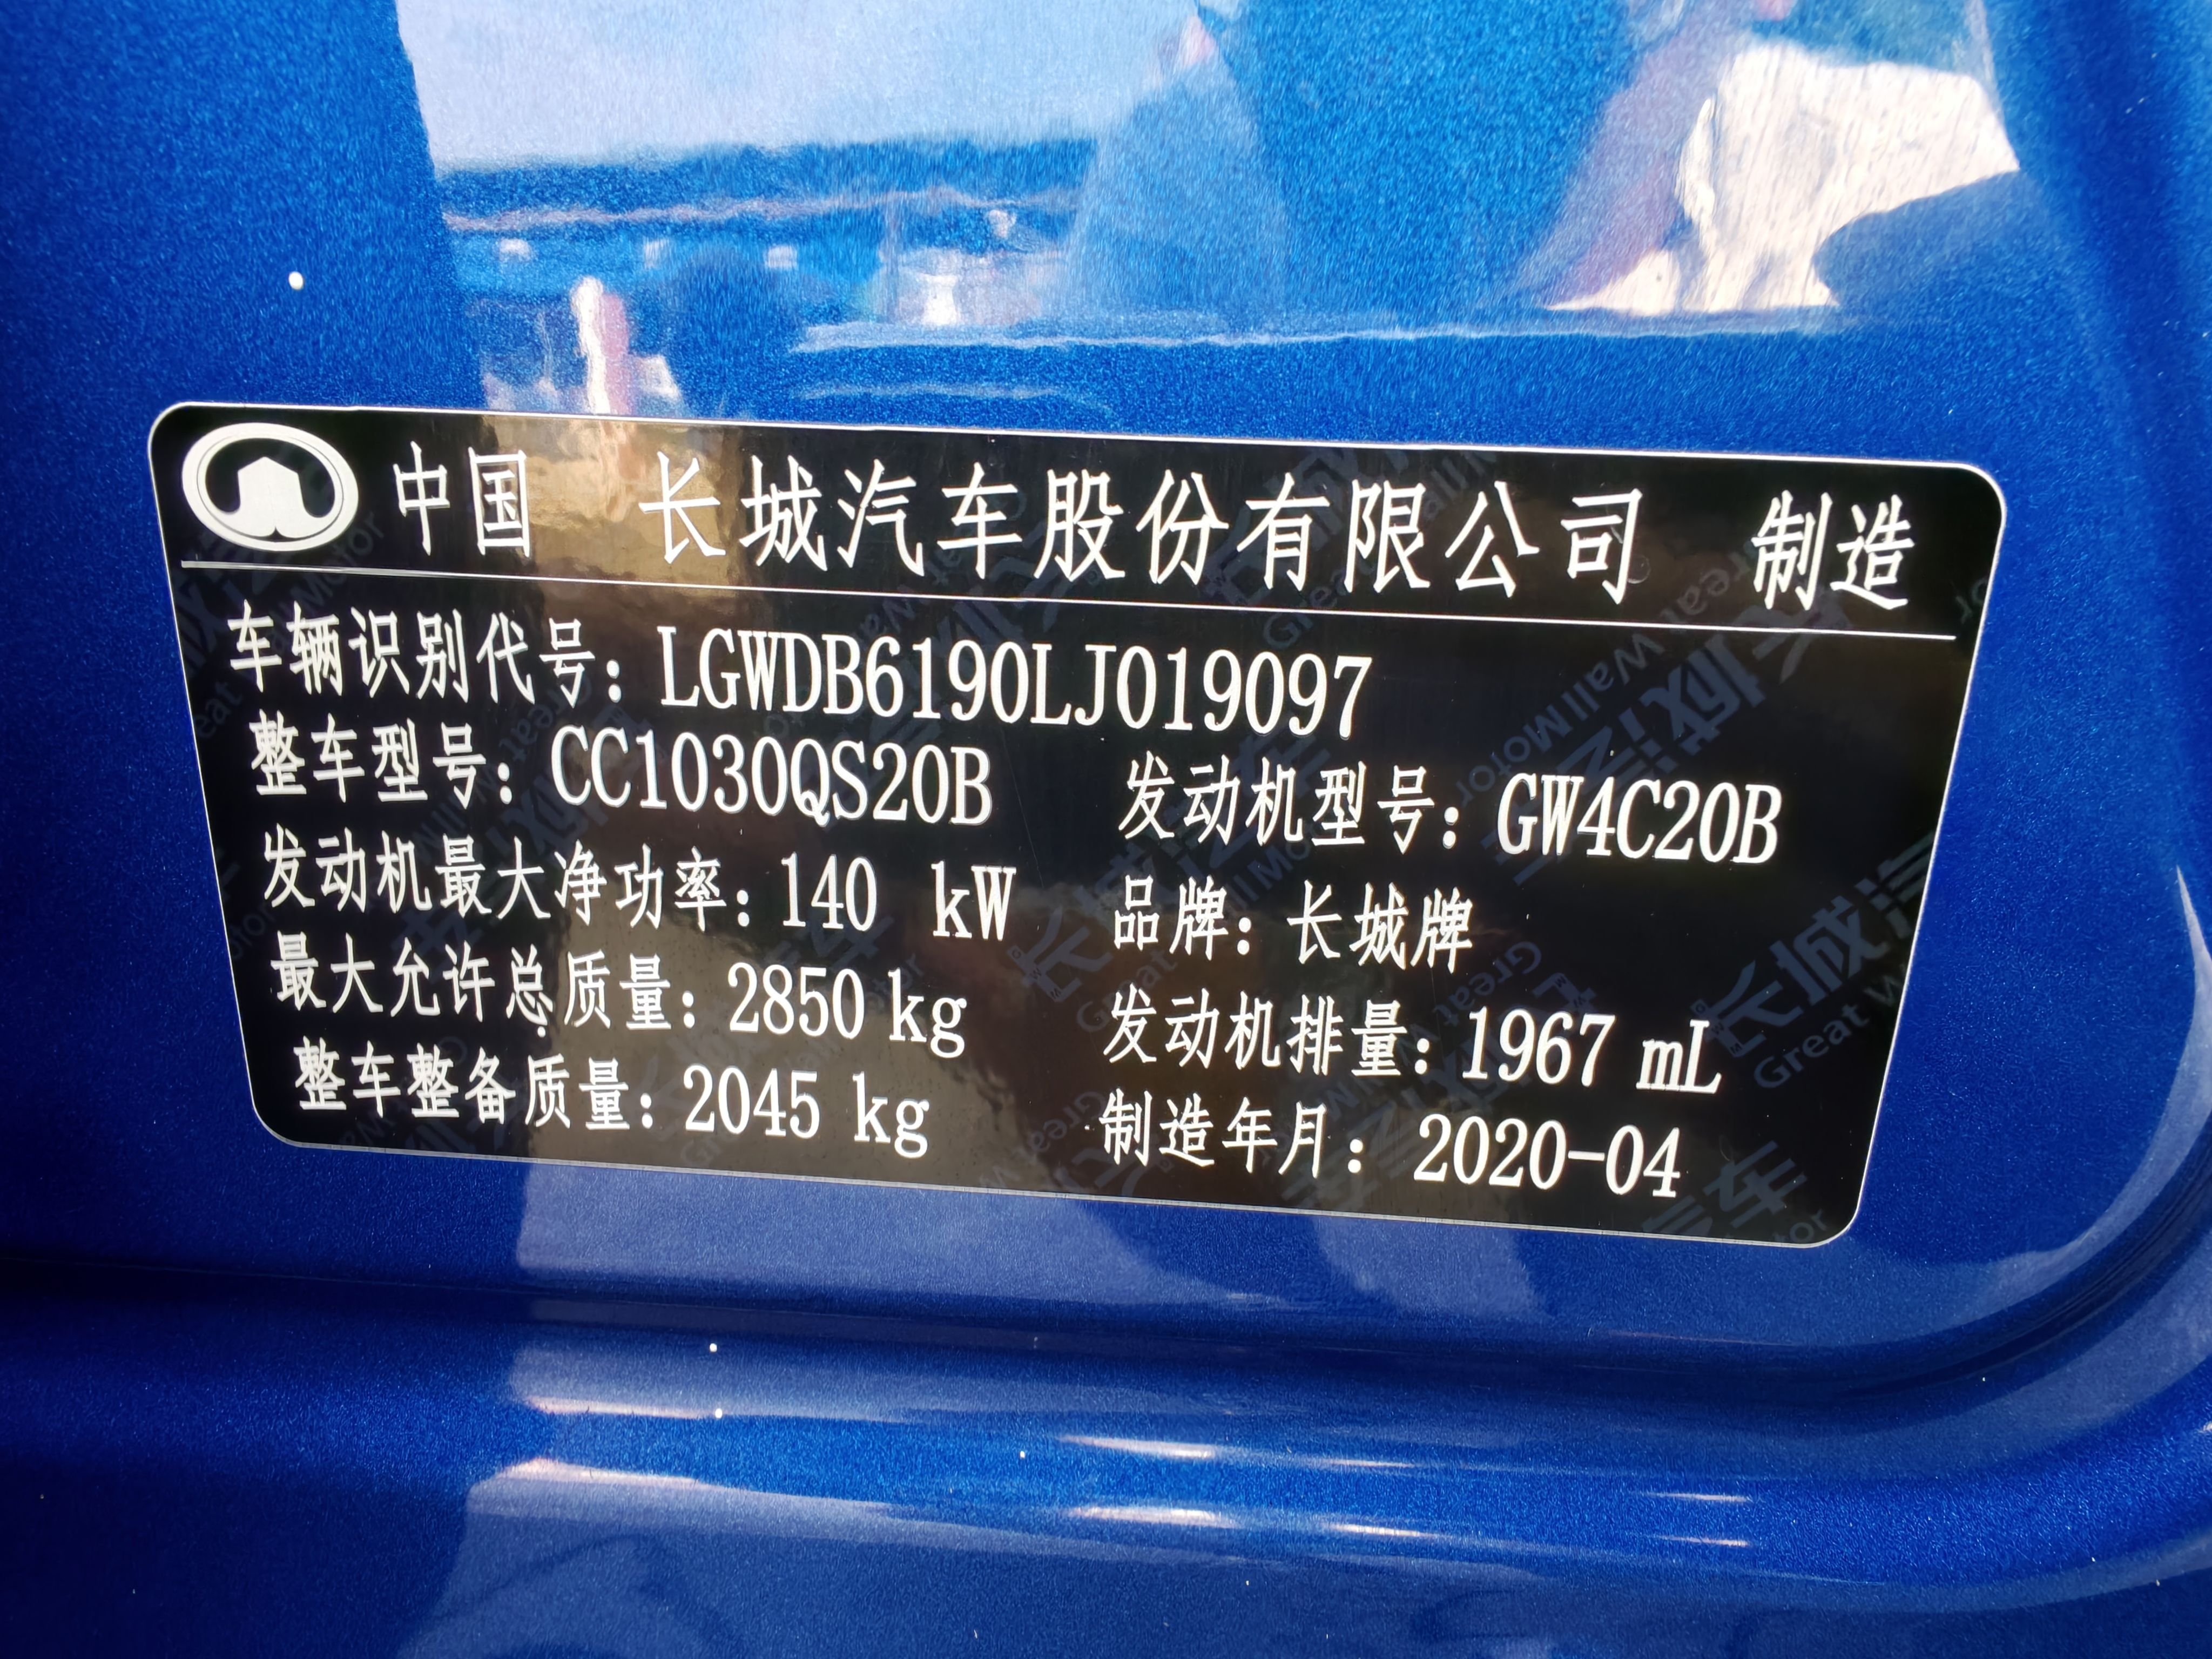 中国 长城汽车股份有限公司 制造
车辆识别代号：LGWDB6190LJ019097
整车型号：CC1030QS20B 发动机型号：GW4C20B
发动机最大净功率：140 kW 品牌：长城牌
最大允许总质量：2850 kg 发动机排量：1967 mL
整车整备质量：2045 kg 制造年月：2020-04